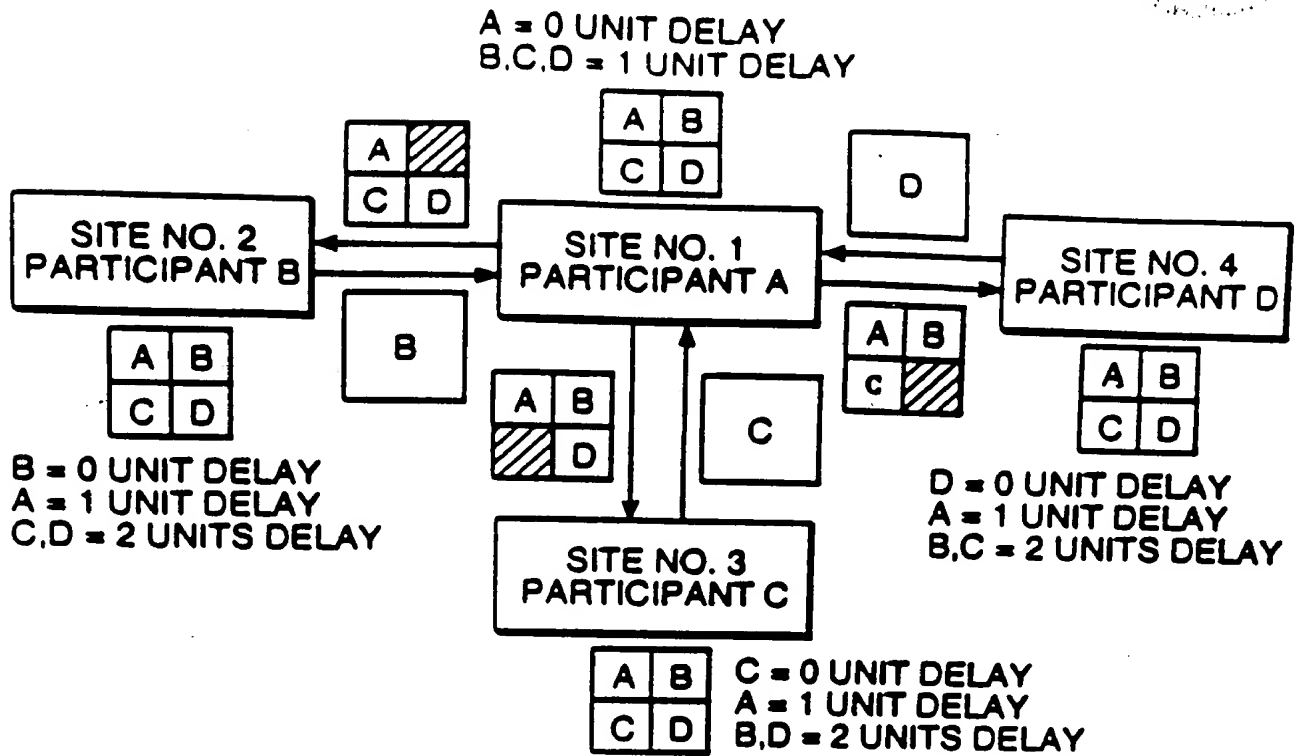 A = 0 UNIT DELAY
B,C,D = 1 UNIT DELAY
A B
C D
A
C D
D
SITE NO. 2
PARTICIPANT B
SITE NO. 1
PARTICIPANT A
SITE NO. 4
PARTICIPANT D
B
A B
C D
A B
D
C
A B
C
A B
C D
B = 0 UNIT DELAY
A = 1 UNIT DELAY
C,D = 2 UNITS DELAY
D = 0 UNIT DELAY
A = 1 UNIT DELAY
B,C = 2 UNITS DELAY
SITE NO. 3
PARTICIPANT C
A B
C D
C = 0 UNIT DELAY
A = 1 UNIT DELAY
B,D = 2 UNITS DELAY